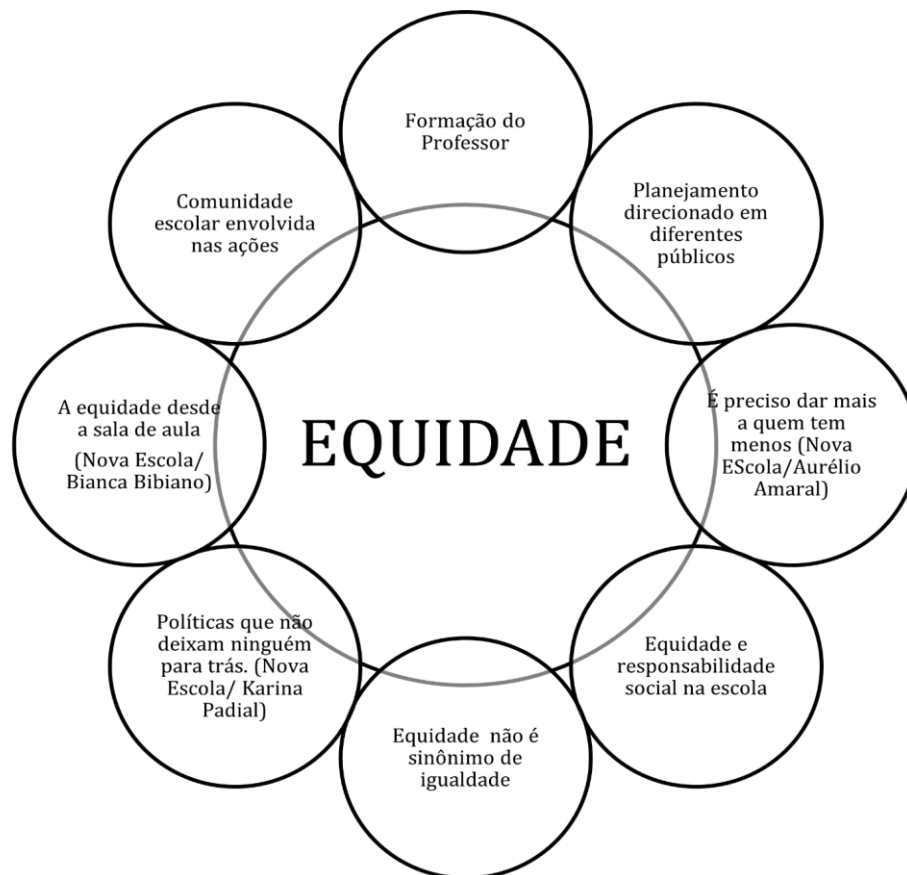 Formação do
Professor
Planejamento
direcionado em
diferentes
públicos
É preciso dar mais
a quem tem
menos (Nova
EScola/Aurélio
Amaral)
Equidade e
responsabilidade
social na escola
Equidade não é
sinônimo de
igualdade
Políticas que não
deixam ninguém
para trás. (Nova
Escola/ Karina
Padial)
A equidade desde
a sala de aula
(Nova Escola/
Bianca Bibiano)
Comunidade
escolar envolvida
nas ações
EQUIDADE